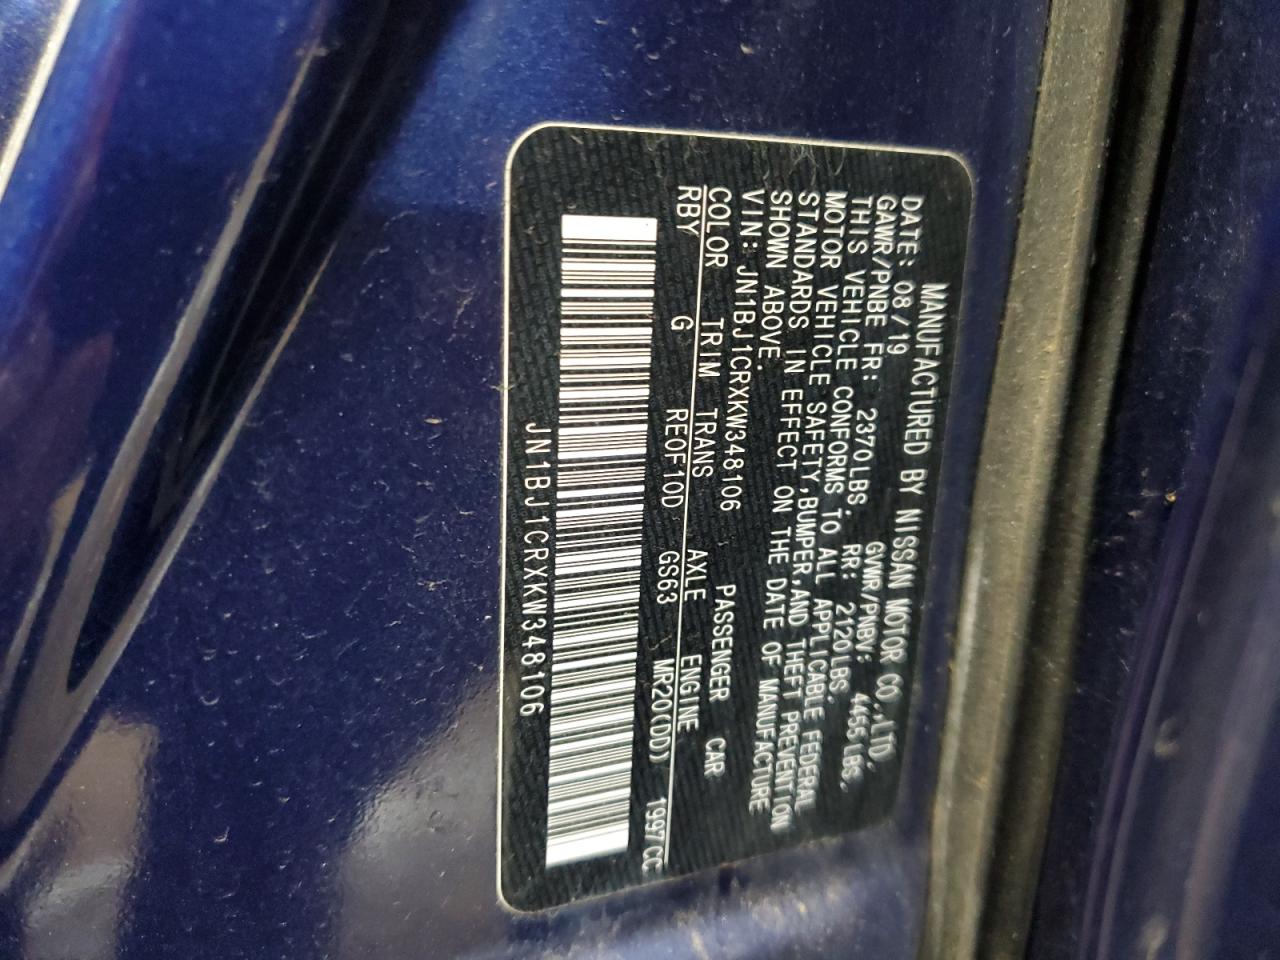 MANUFACTURED BY NISSAN MOTOR CO.,LTD.
DATE: 08/19 GVWR/PNBV: 4455LBS.
GAWR/PNBE FR: 2370LBS. RR: 2120LBS.
THIS VEHICLE CONFORMS TO ALL APPLICABLE FEDERAL
MOTOR VEHICLE SAFETY,BUMPER,AND THEFT PREVENTION
STANDARDS IN EFFECT ON THE DATE OF MANUFACTURE
SHOWN ABOVE.
VIN: JN1BJ1CRXKW348106 PASSENGER CAR
COLOR TRIM TRANS AXLE ENGINE
RBY G RE0F10D GS63 MR20(DD) 1997CC
JN1BJ1CRXKW348106